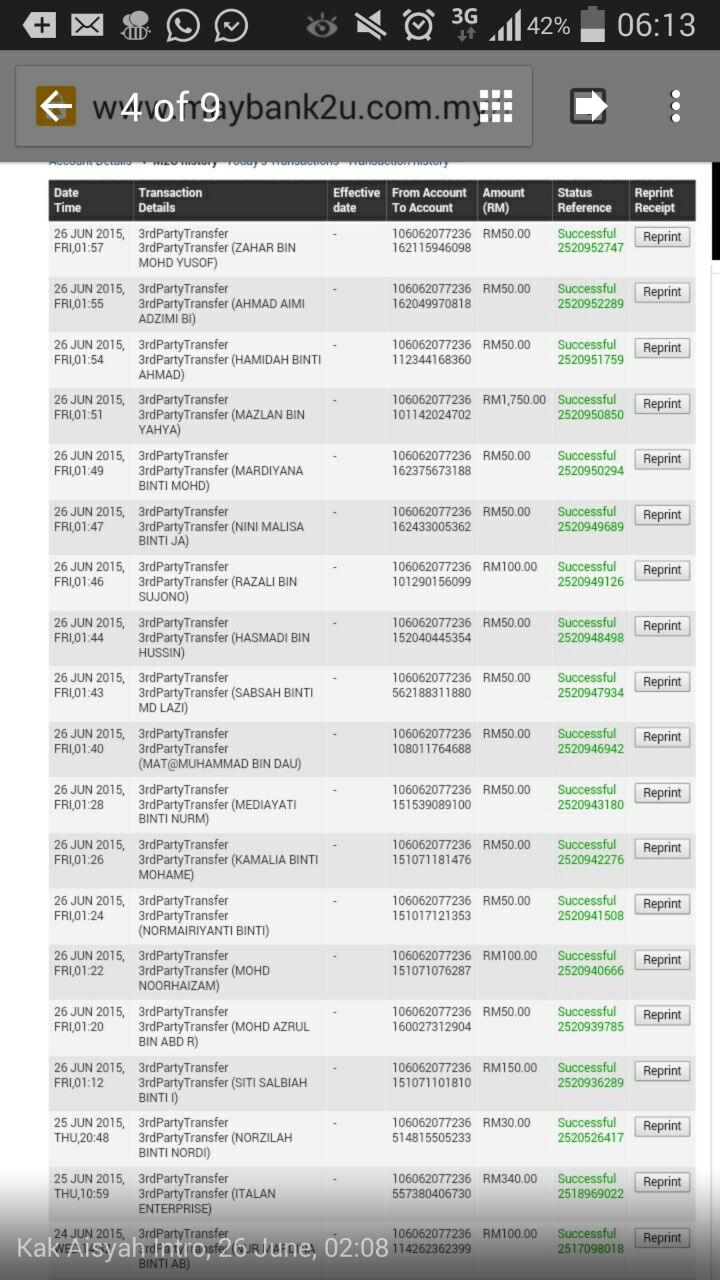 3G 42% 06:13
www.maybank2u.com.my
4 of 9
Account Details M2U History Today's Transactions Transaction History
Date Transaction Effective From Account Amount Status Reprint
Time Details date To Account (RM) Reference Receipt
26 JUN 2015, 3rdPartyTransfer - 106062077236 RM50.00 Successful Reprint
FRI,01:57 3rdPartyTransfer (ZAHAR BIN 162115946098 2520952747
MOHD YUSOF)
26 JUN 2015, 3rdPartyTransfer - 106062077236 RM50.00 Successful Reprint
FRI,01:55 3rdPartyTransfer (AHMAD AIMI 162049970818 2520952289
ADZIMI BI)
26 JUN 2015, 3rdPartyTransfer - 106062077236 RM50.00 Successful Reprint
FRI,01:54 3rdPartyTransfer (HAMIDAH BINTI 112344168360 2520951759
AHMAD)
26 JUN 2015, 3rdPartyTransfer - 106062077236 RM1,750.00 Successful Reprint
FRI,01:51 3rdPartyTransfer (MAZLAN BIN 101142024702 2520950850
YAHYA)
26 JUN 2015, 3rdPartyTransfer - 106062077236 RM50.00 Successful Reprint
FRI,01:49 3rdPartyTransfer (MARDIYANA 162375673188 2520950294
BINTI MOHD)
26 JUN 2015, 3rdPartyTransfer - 106062077236 RM50.00 Successful Reprint
FRI,01:47 3rdPartyTransfer (NINI MALISA 162433005362 2520949689
BINTI JA)
26 JUN 2015, 3rdPartyTransfer - 106062077236 RM100.00 Successful Reprint
FRI,01:46 3rdPartyTransfer (RAZALI BIN 101290156099 2520949126
SUJONO)
26 JUN 2015, 3rdPartyTransfer - 106062077236 RM50.00 Successful Reprint
FRI,01:44 3rdPartyTransfer (HASMADI BIN 152040445354 2520948498
HUSSIN)
26 JUN 2015, 3rdPartyTransfer - 106062077236 RM50.00 Successful Reprint
FRI,01:43 3rdPartyTransfer (SABSAH BINTI 562188311880 2520947934
MD LAZI)
26 JUN 2015, 3rdPartyTransfer - 106062077236 RM50.00 Successful Reprint
FRI,01:40 3rdPartyTransfer 108011764688 2520946942
(MAT@MUHAMMAD BIN DAU)
26 JUN 2015, 3rdPartyTransfer - 106062077236 RM50.00 Successful Reprint
FRI,01:28 3rdPartyTransfer (MEDIAYATI 151539089100 2520943180
BINTI NURM)
26 JUN 2015, 3rdPartyTransfer - 106062077236 RM50.00 Successful Reprint
FRI,01:26 3rdPartyTransfer (KAMALIA BINTI 151071181476 2520942276
MOHAME)
26 JUN 2015, 3rdPartyTransfer - 106062077236 RM50.00 Successful Reprint
FRI,01:24 3rdPartyTransfer 151017121353 2520941508
(NORMAIRIYANTI BINTI)
26 JUN 2015, 3rdPartyTransfer - 106062077236 RM100.00 Successful Reprint
FRI,01:22 3rdPartyTransfer (MOHD 151071076287 2520940666
NOORHAIZAM)
26 JUN 2015, 3rdPartyTransfer - 106062077236 RM50.00 Successful Reprint
FRI,01:20 3rdPartyTransfer (MOHD AZRUL 160027312904 2520939785
BIN ABD R)
26 JUN 2015, 3rdPartyTransfer - 106062077236 RM150.00 Successful Reprint
FRI,01:12 3rdPartyTransfer (SITI SALBIAH 151071101810 2520936289
BINTI I)
25 JUN 2015, 3rdPartyTransfer - 106062077236 RM30.00 Successful Reprint
THU,20:48 3rdPartyTransfer (NORZILAH 514815505233 2520526417
BINTI NORDI)
25 JUN 2015, 3rdPartyTransfer - 106062077236 RM340.00 Successful Reprint
THU,10:59 3rdPartyTransfer (ITALAN 557380406730 2518969022
ENTERPRISE)
24 JUN 2015, 3rdPartyTransfer - 106062077236 RM100.00 Successful Reprint
114262362399 2517098018
BINTI AB)
Kak Aisyah Intro, 26 June, 02:08